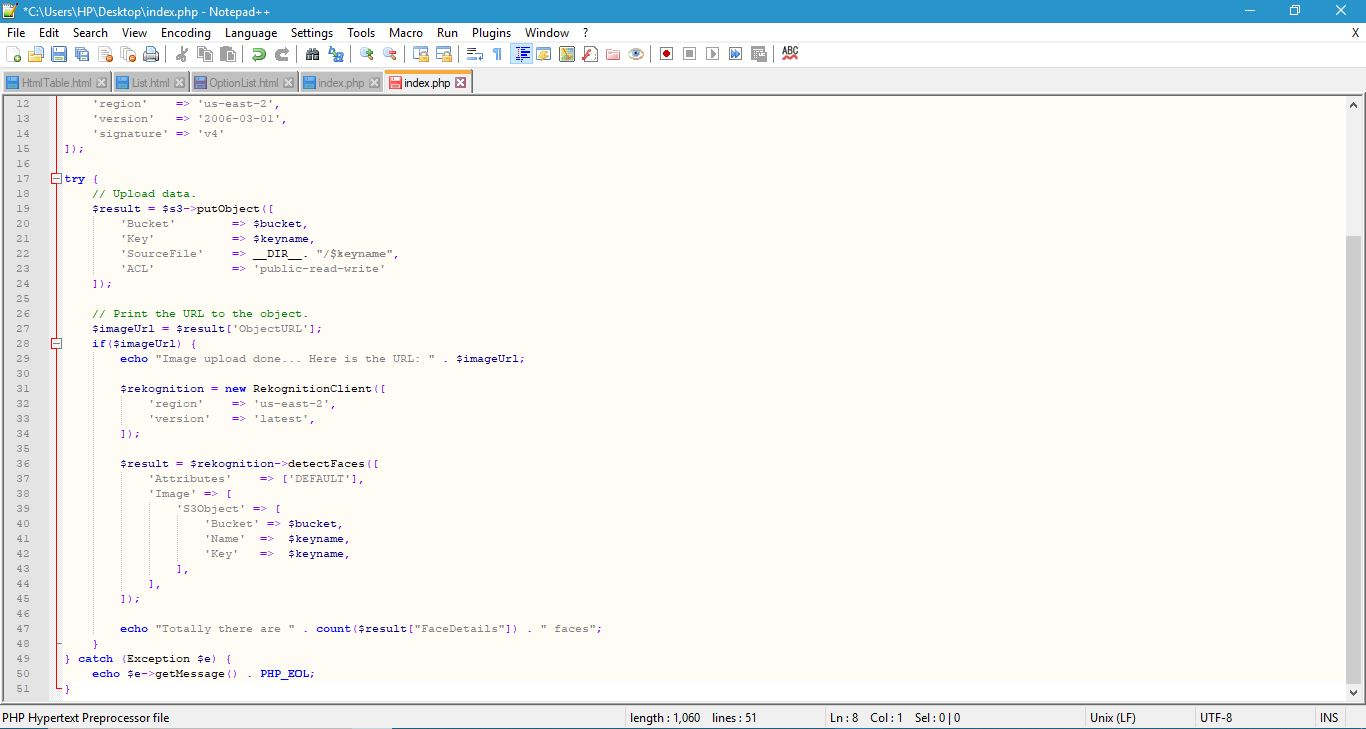 *C:\Users\HP\Desktop\index.php - Notepad++
File Edit Search View Encoding Language Settings Tools Macro Run Plugins Window ? X
HtmlTable.html List.html OptionList.html index.php index.php
12 'region' => 'us-east-2',
13 'version' => '2006-03-01',
14 'signature' => 'v4'
15 ]);
16
17 try {
18 // Upload data.
19 $result = $s3->putObject([
20 'Bucket' => $bucket,
21 'Key' => $keyname,
22 'SourceFile' => __DIR__. "/$keyname",
23 'ACL' => 'public-read-write'
24 ]);
25
26 // Print the URL to the object.
27 $imageUrl = $result['ObjectURL'];
28 if($imageUrl) {
29 echo "Image upload done... Here is the URL: " . $imageUrl;
30
31 $rekognition = new RekognitionClient([
32 'region' => 'us-east-2',
33 'version' => 'latest',
34 ]);
35
36 $result = $rekognition->detectFaces([
37 'Attributes' => ['DEFAULT'],
38 'Image' => [
39 'S3Object' => [
40 'Bucket' => $bucket,
41 'Name' => $keyname,
42 'Key' => $keyname,
43 ],
44 ],
45 ]);
46
47 echo "Totally there are " . count($result["FaceDetails"]) . " faces";
48 }
49 } catch (Exception $e) {
50 echo $e->getMessage() . PHP_EOL;
51 }
PHP Hypertext Preprocessor file length : 1,060 lines : 51 Ln : 8 Col : 1 Sel : 0 | 0 Unix (LF) UTF-8 INS